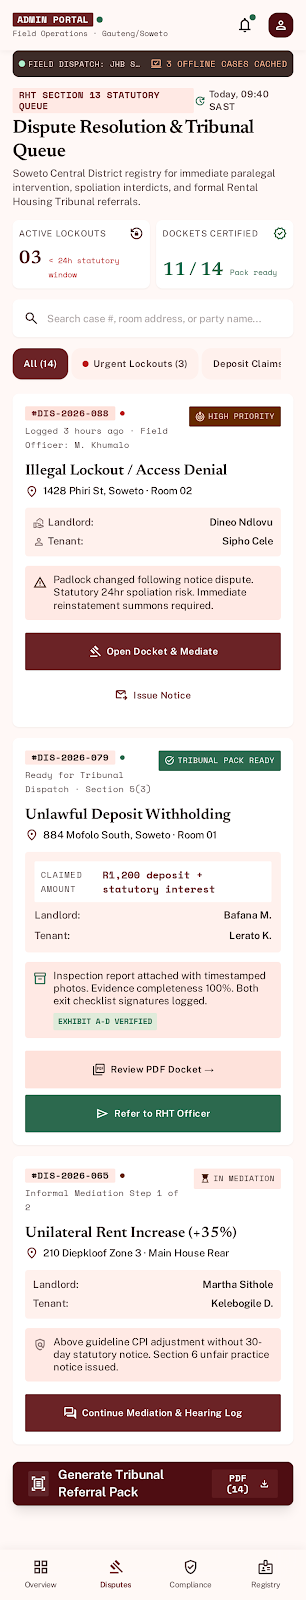 ADMIN PORTAL
Field Operations · Gauteng/Soweto
FIELD DISPATCH: JHB S… 3 OFFLINE CASES CACHED
RHT SECTION 13 STATUTORY QUEUE
Today, 09:40 SAST
Dispute Resolution & Tribunal
Queue
Soweto Central District registry for immediate paralegal
intervention, spoliation interdicts, and formal Rental
Housing Tribunal referrals.
ACTIVE LOCKOUTS
03 < 24h statutory window
DOCKETS CERTIFIED
11/14 Pack ready
Search case #, room address, or party name...
All (14) Urgent Lockouts (3) Deposit Claims
#DIS-2026-088
HIGH PRIORITY
Logged 3 hours ago · Field
Officer: M. Khumalo
Illegal Lockout / Access Denial
1428 Phiri St, Soweto · Room 02
Landlord: Dineo Ndlovu
Tenant: Sipho Cele
Padlock changed following notice dispute.
Statutory 24hr spoliation risk. Immediate
reinstatement summons required.
Open Docket & Mediate
Issue Notice
#DIS-2026-079
TRIBUNAL PACK READY
Ready for Tribunal
Dispatch · Section 5(3)
Unlawful Deposit Withholding
884 Mofolo South, Soweto · Room 01
CLAIMED AMOUNT
R1,200 deposit +
statutory interest
Landlord: Bafana M.
Tenant: Lerato K.
Inspection report attached with timestamped
photos. Evidence completeness 100%. Both
exit checklist signatures logged.
EXHIBIT A-D VERIFIED
Review PDF Docket →
Refer to RHT Officer
#DIS-2026-065
IN MEDIATION
Informal Mediation Step 1 of
2
Unilateral Rent Increase (+35%)
210 Diepkloof Zone 3 · Main House Rear
Landlord: Martha Sithole
Tenant: Kelebogile D.
Above guideline CPI adjustment without 30-
day statutory notice. Section 6 unfair practice
notice issued.
Continue Mediation & Hearing Log
Generate Tribunal
Referral Pack
PDF
(14)
Overview Disputes Compliance Registry